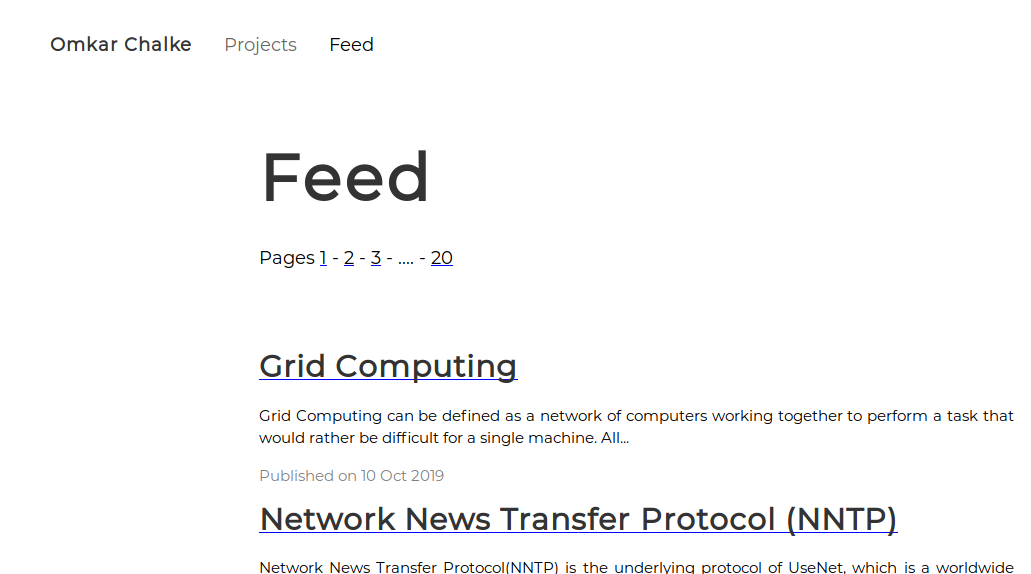 Omkar Chalke Projects Feed
Feed
Pages 1 - 2 - 3 - .... - 20
Grid Computing
Grid Computing can be defined as a network of computers working together to perform a task that
would rather be difficult for a single machine. All...
Published on 10 Oct 2019
Network News Transfer Protocol (NNTP)
Network News Transfer Protocol(NNTP) is the underlying protocol of UseNet, which is a worldwide